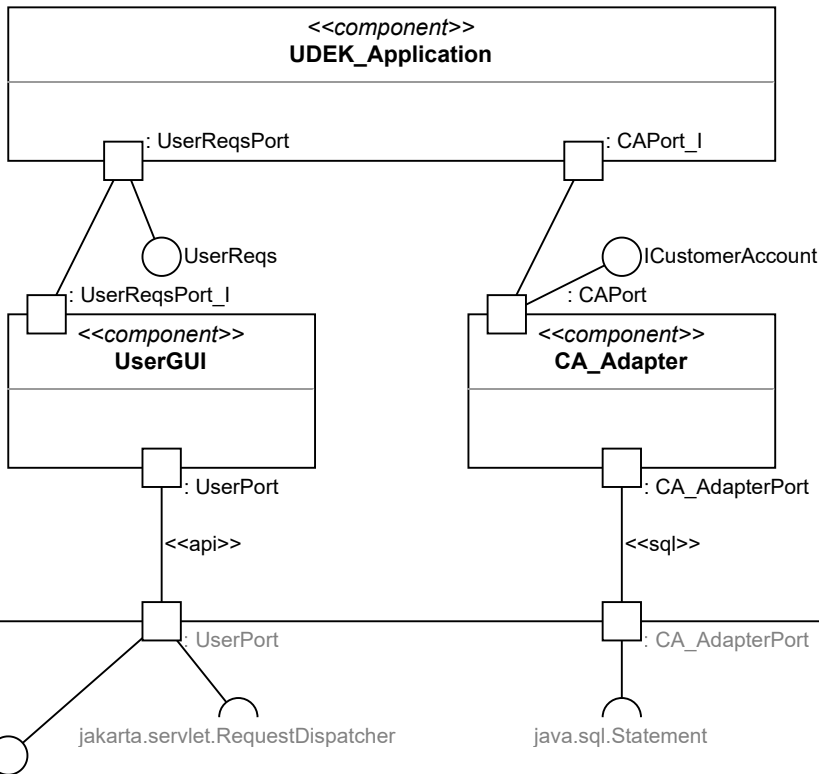 <<component>>
UDEK_Application
: UserReqsPort
: CAPort_I
UserReqs
ICustomerAccount
: UserReqsPort_I
: CAPort
<<component>>
UserGUI
<<component>>
CA_Adapter
: UserPort
: CA_AdapterPort
<<api>>
<<sql>>
: UserPort
: CA_AdapterPort
jakarta.servlet.RequestDispatcher
java.sql.Statement